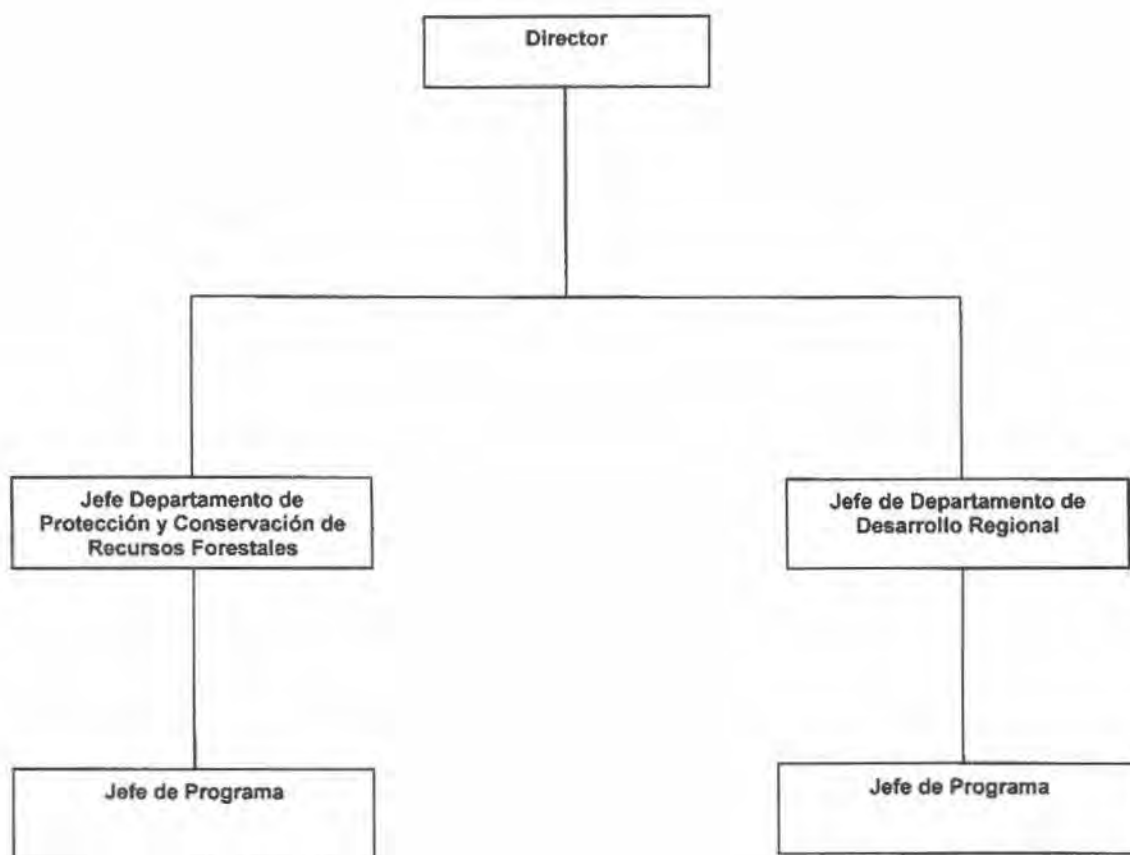 Director
Jefe Departamento de
Protección y Conservación de
Recursos Forestales
Jefe de Departamento de
Desarrollo Regional
Jefe de Programa
Jefe de Programa